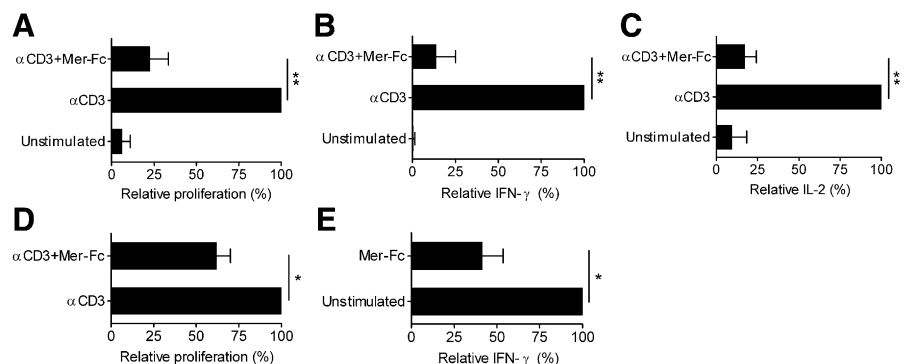 A
αCD3+Mer-Fc
αCD3
Unstimulated
**
0 25 50 75 100
Relative proliferation (%)
B
αCD3+Mer-Fc
αCD3
Unstimulated
**
0 25 50 75 100
Relative IFN-γ (%)
C
αCD3+Mer-Fc
αCD3
Unstimulated
**
0 25 50 75 100
Relative IL-2 (%)
D
αCD3+Mer-Fc
αCD3
*
0 25 50 75 100
Relative proliferation (%)
E
Mer-Fc
Unstimulated
*
0 25 50 75 100
Relative IFN-γ (%)